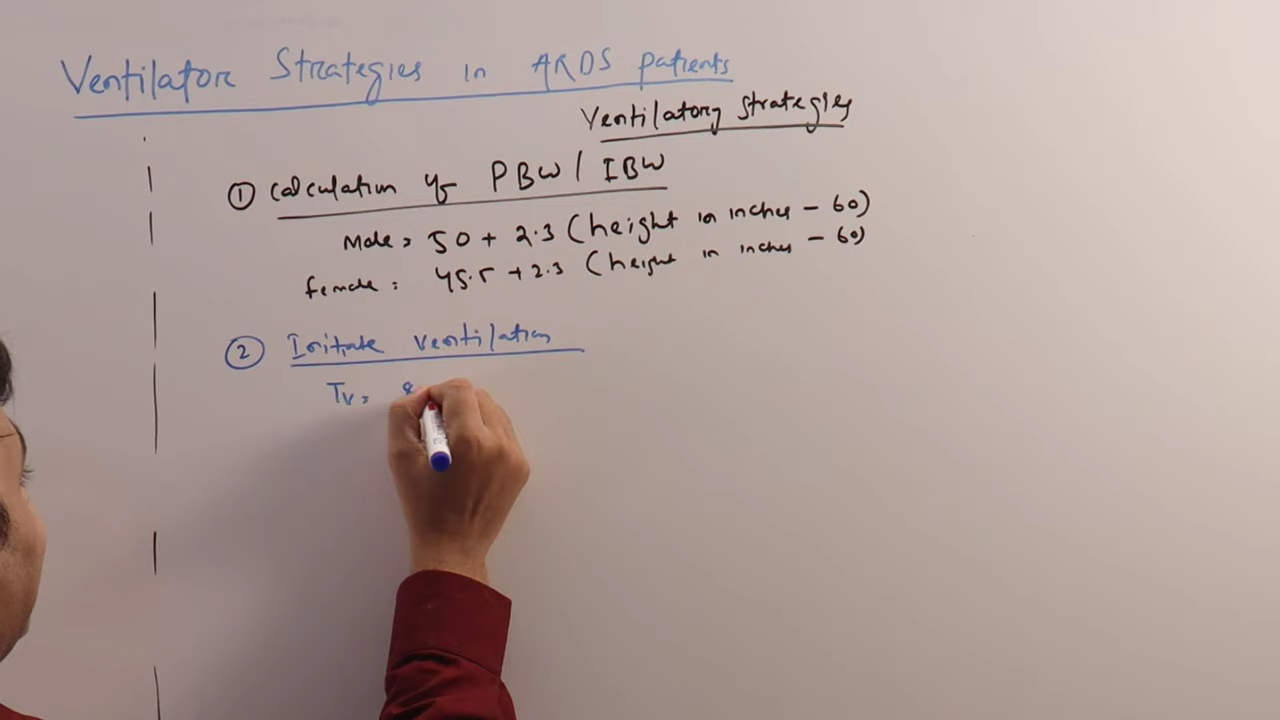 Ventilator Strategies in ARDS patients
Ventilatory strategies
① Calculation of PBW / IBW
Male = 50 + 2.3 (height in inches - 60)
female = 45.5 + 2.3 (height in inches - 60)
② Initiate ventilation
TV = 8